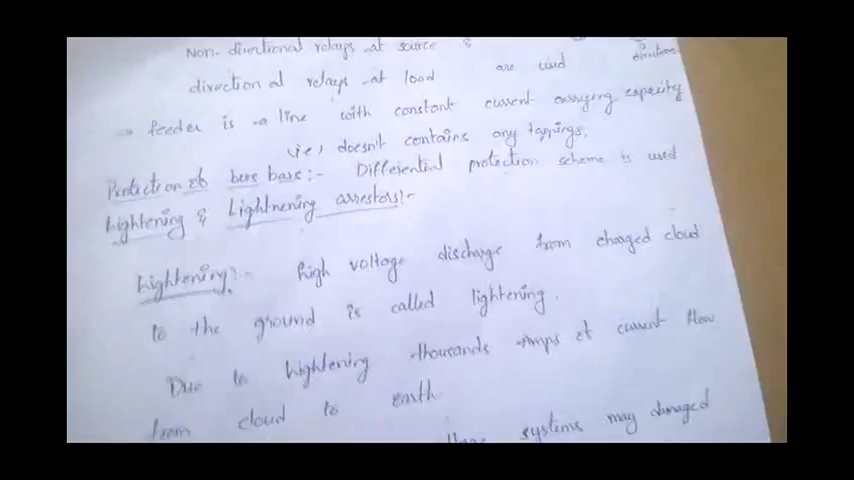 Non-directional relays at source &
directional relays at load are used direction
→ feeder is a line with constant current carrying capacity
(ie) doesn't contains any tappings.
Protection of bus bars:- Differential protection scheme is used
Lightening & Lightnening arrestors:-
Lightening:- high voltage discharge from charged cloud
to the ground is called lightening.
Due to lightening thousands Amps of current flow
from cloud to earth
systems may damaged